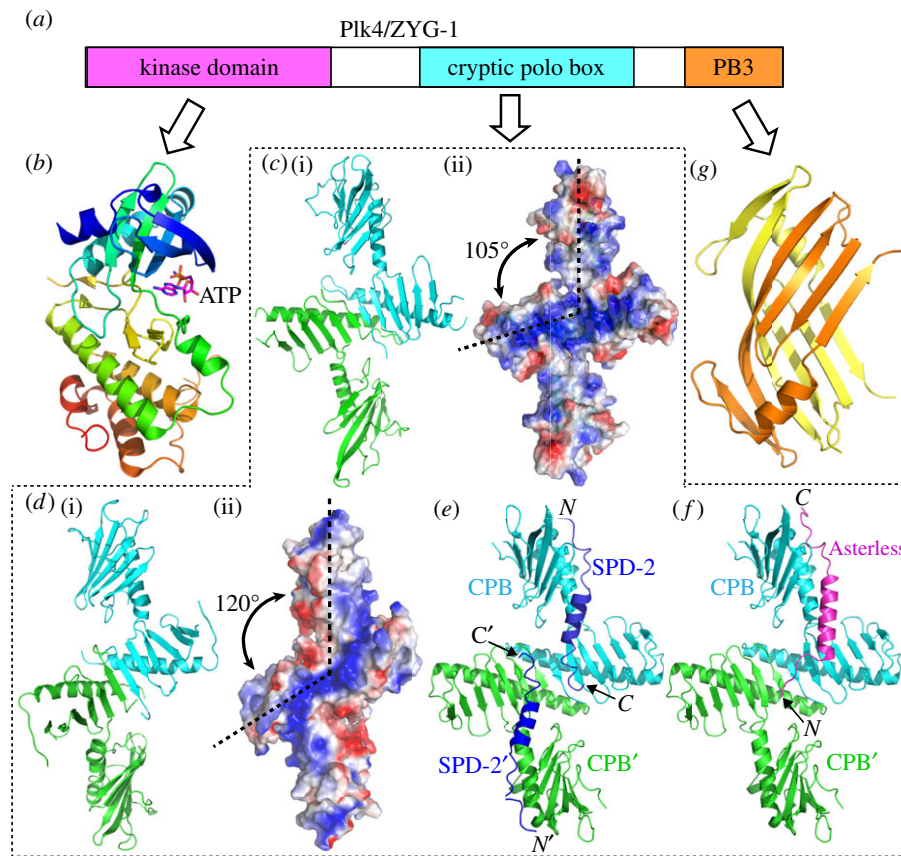 (a)
Plk4/ZYG-1
kinase domain
cryptic polo box
PB3
(b)
ATP
(c)
(i)
(ii)
105°
(g)
(d)
(i)
(ii)
120°
(e)
N
SPD-2
CPB
C′
C
SPD-2′
CPB′
N′
(f)
C
Asterless
CPB
N
CPB′